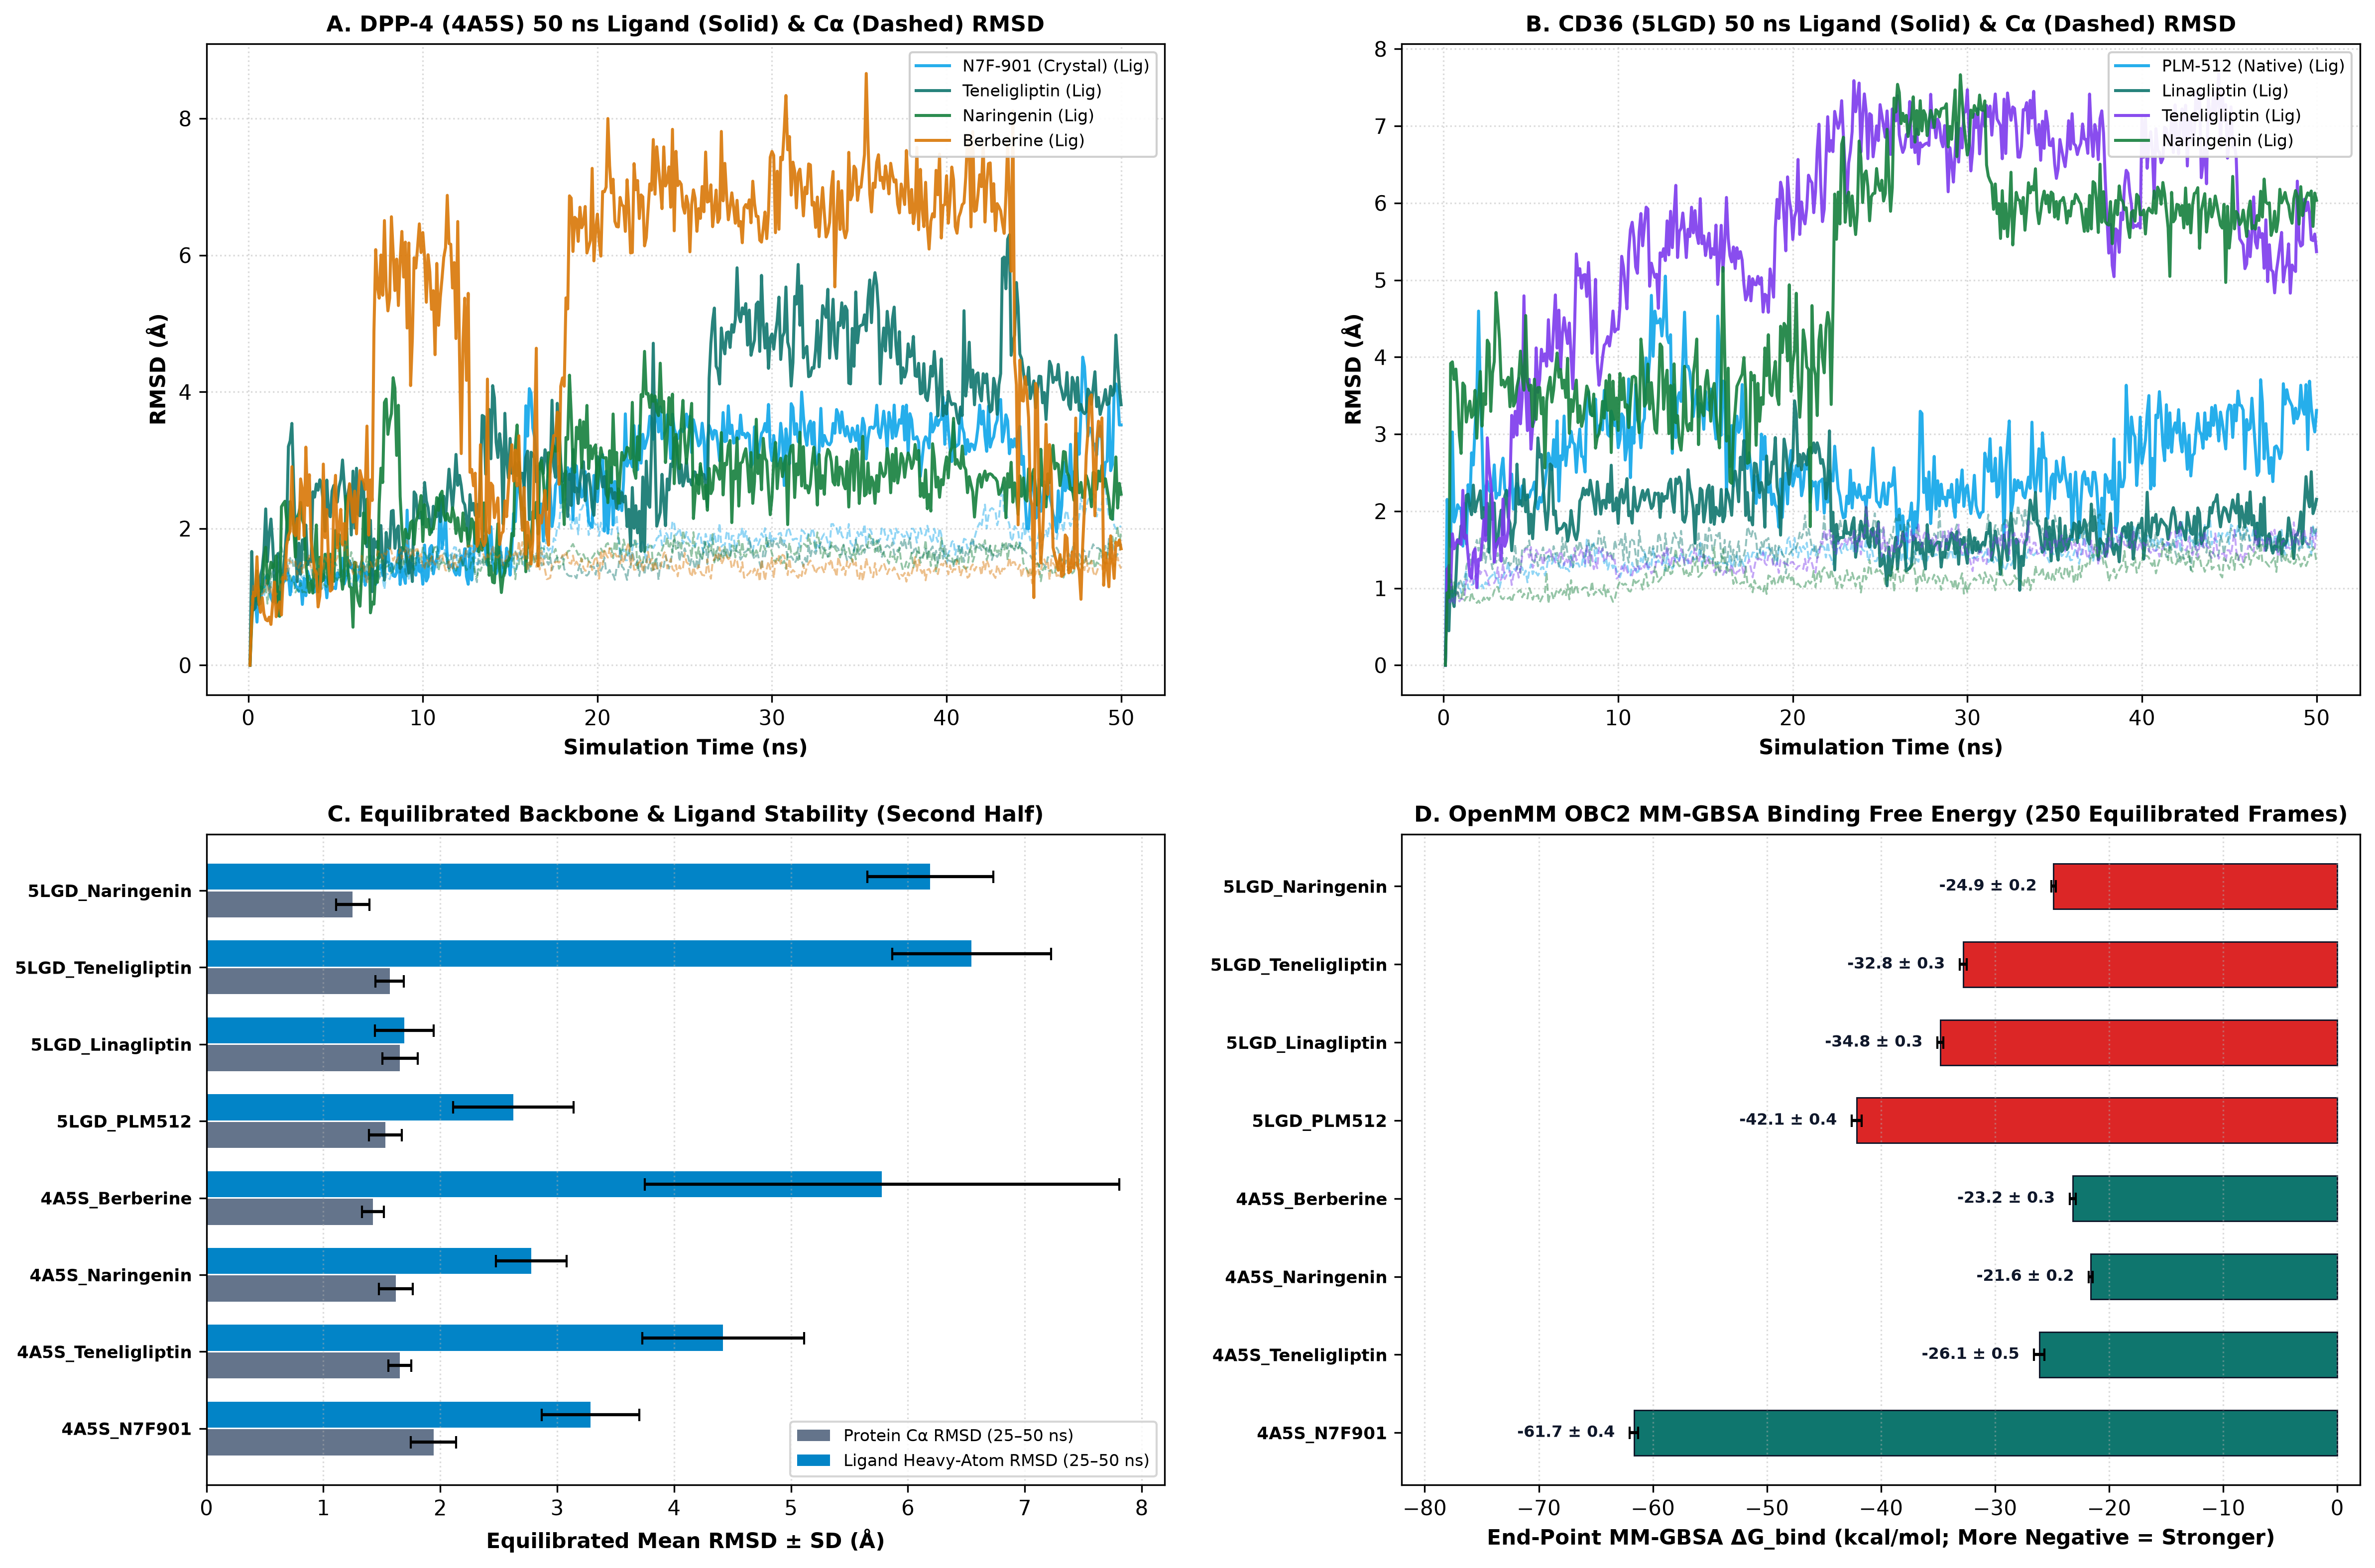 A. DPP-4 (4A5S) 50 ns Ligand (Solid) & Cα (Dashed) RMSD
N7F-901 (Crystal) (Lig)
Teneligliptin (Lig)
Naringenin (Lig)
Berberine (Lig)
RMSD (Å)
8
6
4
2
0
0 10 20 30 40 50
Simulation Time (ns)
B. CD36 (5LGD) 50 ns Ligand (Solid) & Cα (Dashed) RMSD
PLM-512 (Native) (Lig)
Linagliptin (Lig)
Teneligliptin (Lig)
Naringenin (Lig)
RMSD (Å)
8
7
6
5
4
3
2
1
0
0 10 20 30 40 50
Simulation Time (ns)
C. Equilibrated Backbone & Ligand Stability (Second Half)
5LGD_Naringenin
5LGD_Teneligliptin
5LGD_Linagliptin
5LGD_PLM512
4A5S_Berberine
4A5S_Naringenin
4A5S_Teneligliptin
4A5S_N7F901
Protein Cα RMSD (25–50 ns)
Ligand Heavy-Atom RMSD (25–50 ns)
0 1 2 3 4 5 6 7 8
Equilibrated Mean RMSD ± SD (Å)
D. OpenMM OBC2 MM-GBSA Binding Free Energy (250 Equilibrated Frames)
5LGD_Naringenin -24.9 ± 0.2
5LGD_Teneligliptin -32.8 ± 0.3
5LGD_Linagliptin -34.8 ± 0.3
5LGD_PLM512 -42.1 ± 0.4
4A5S_Berberine -23.2 ± 0.3
4A5S_Naringenin -21.6 ± 0.2
4A5S_Teneligliptin -26.1 ± 0.5
4A5S_N7F901 -61.7 ± 0.4
−80 −70 −60 −50 −40 −30 −20 −10 0
End-Point MM-GBSA ΔG_bind (kcal/mol; More Negative = Stronger)